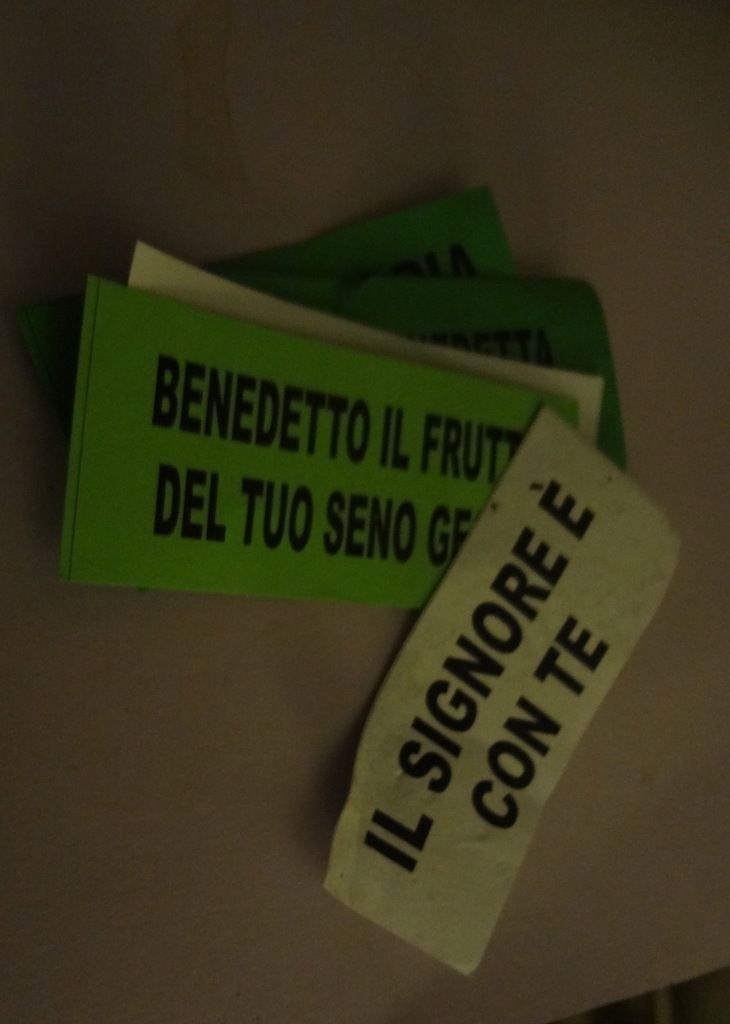 BENEDETTO IL FRUTT
DEL TUO SENO GE
IL SIGNORE È
CON TE